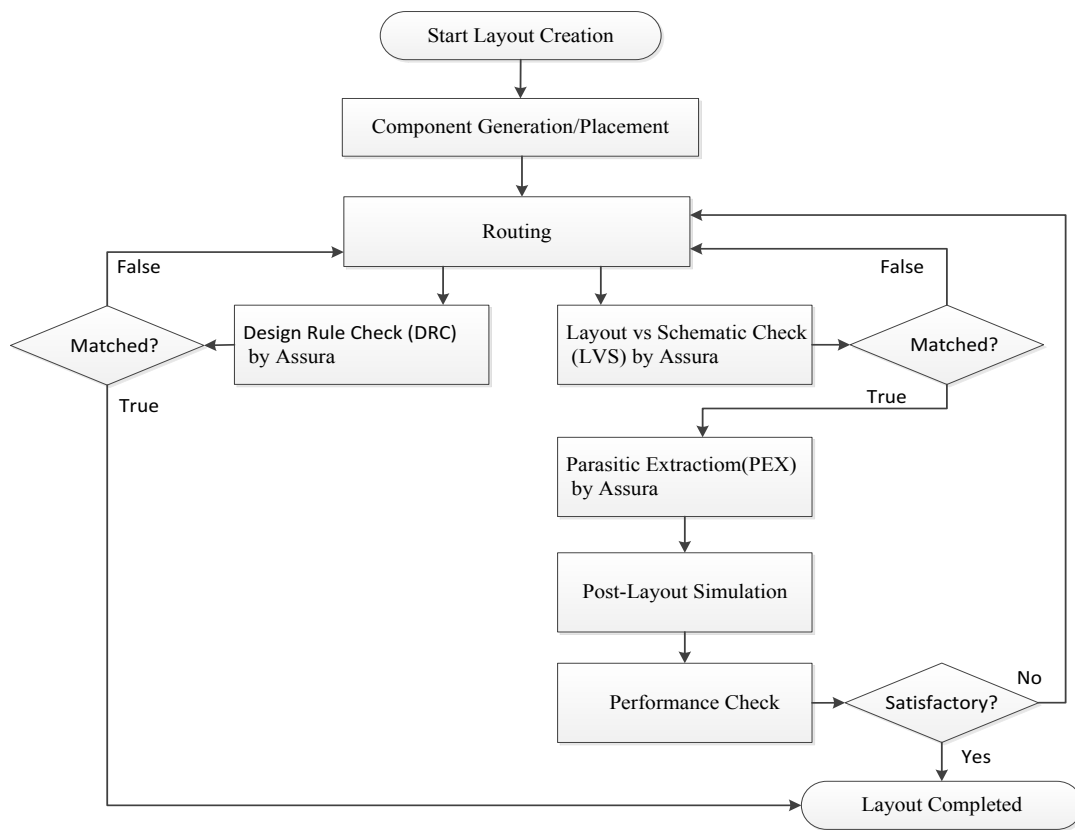 Start Layout Creation
Component Generation/Placement
Routing
False
False
Matched?
Design Rule Check (DRC)
by Assura
Layout vs Schematic Check
(LVS) by Assura
Matched?
True
True
Parasitic Extractiom(PEX)
by Assura
Post-Layout Simulation
Performance Check
Satisfactory?
No
Yes
Layout Completed